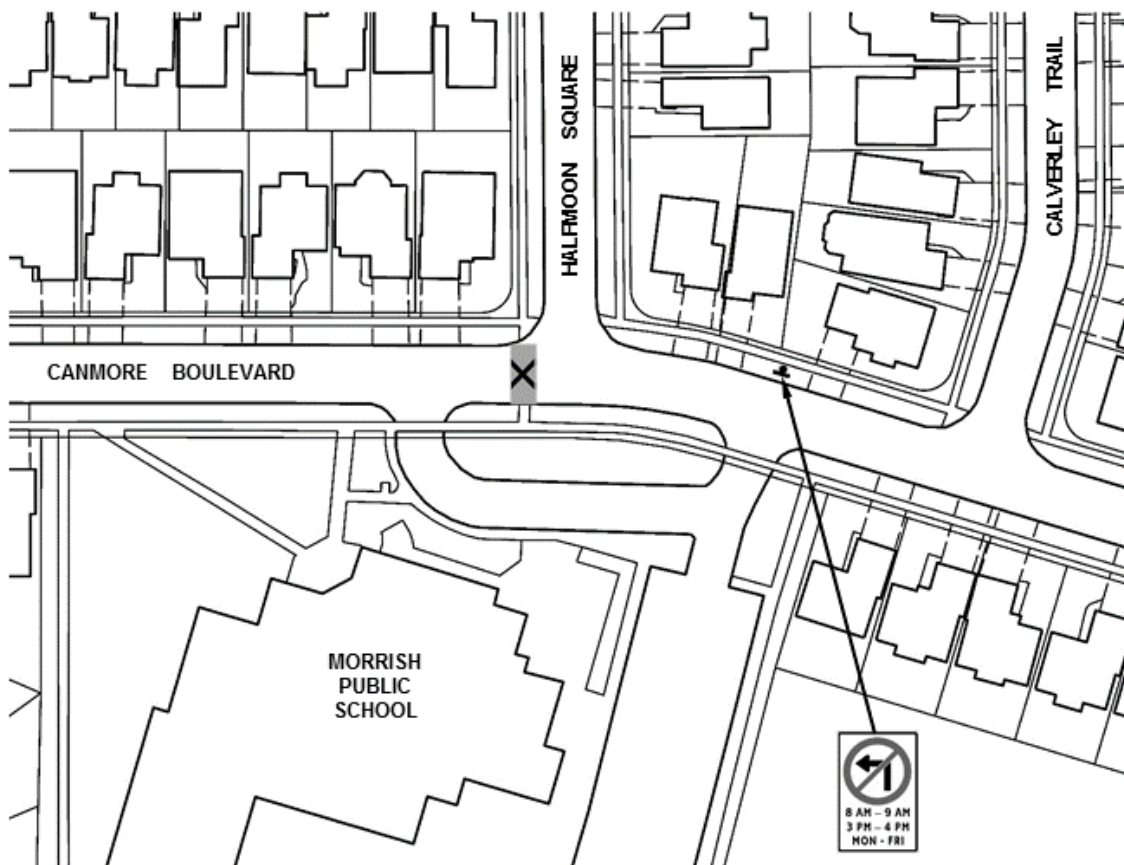 HALFMOON SQUARE
CALVERLEY TRAIL
CANMORE BOULEVARD
MORRISH
PUBLIC
SCHOOL
8 AM – 9 AM
3 PM – 4 PM
MON - FRI